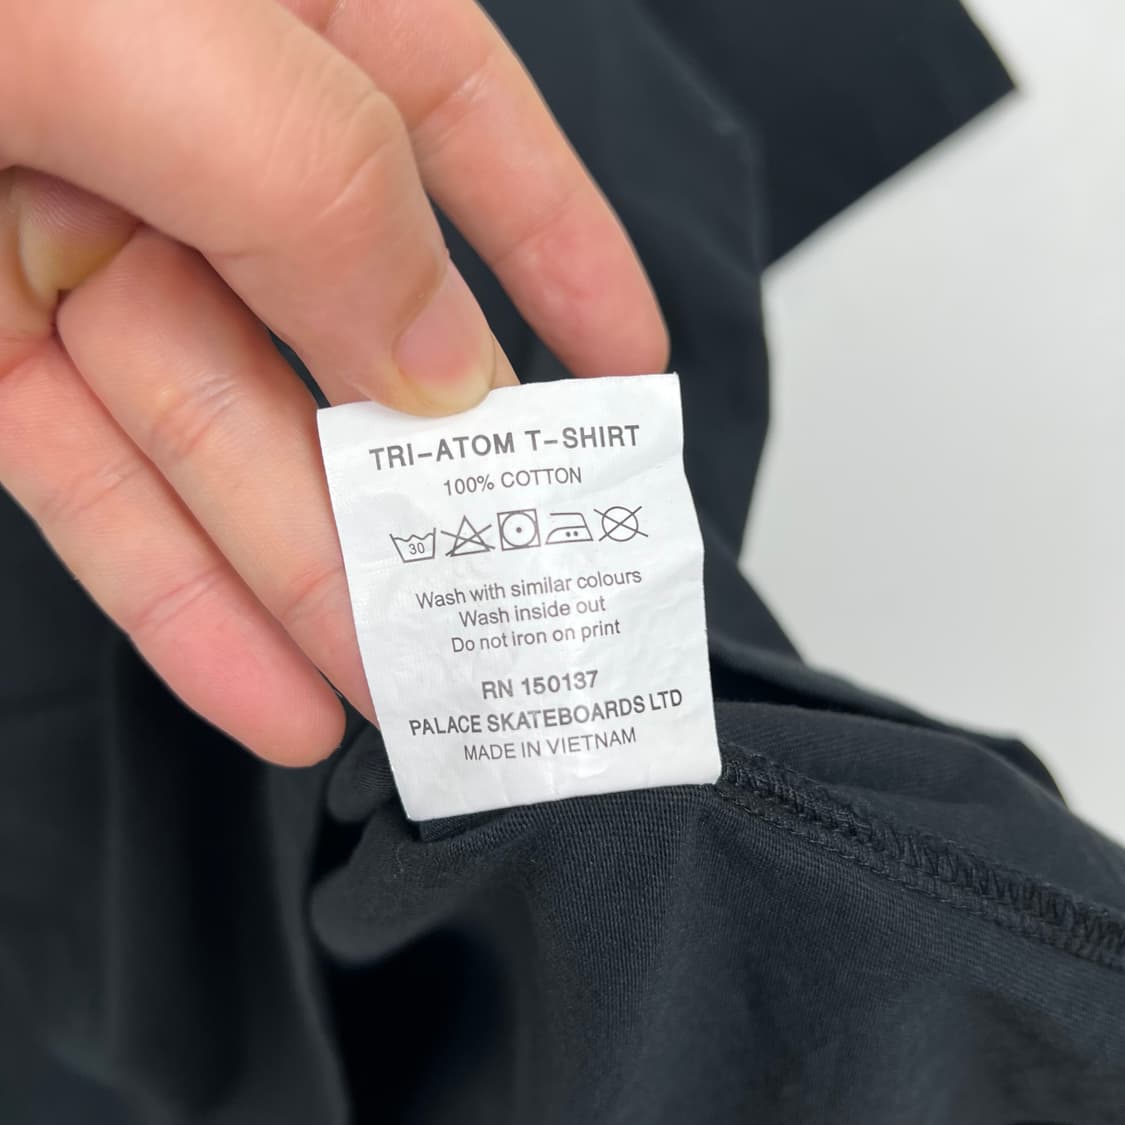 TRI-ATOM T-SHIRT
100% COTTON
30
Wash with similar colours
Wash inside out
Do not iron on print
RN 150137
PALACE SKATEBOARDS LTD
MADE IN VIETNAM